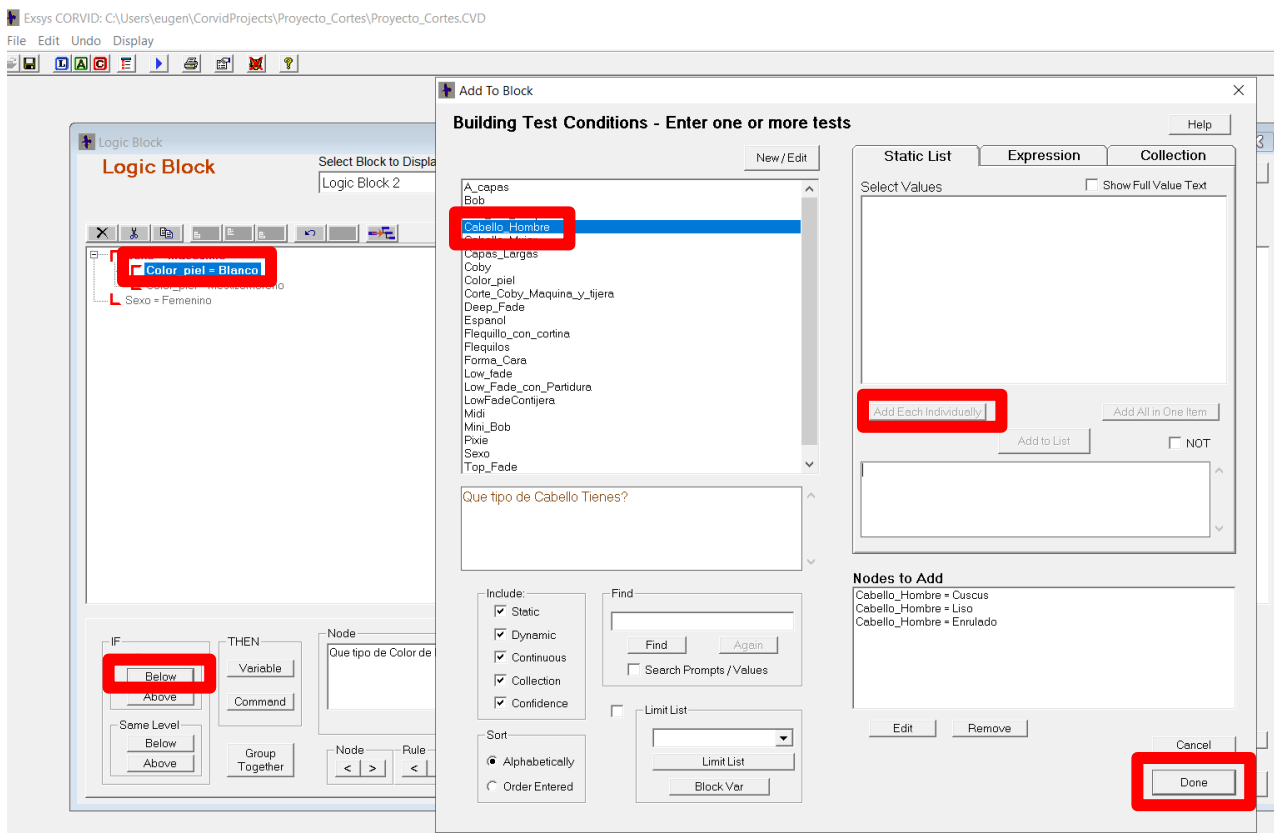 Exsys CORVID: C:\Users\eugen\CorvidProjects\Proyecto_Cortes\Proyecto_Cortes.CVD
File Edit Undo Display
L A C ?
Logic Block
Logic Block
Select Block to Displa
Logic Block 2
Color_piel = Blanco
Sexo = Femenino
IF
Below
Above
Same Level
Below
Above
THEN
Variable
Command
Group
Together
Node
Que tipo de Color de
Node
< >
Rule
<
Add To Block
Building Test Conditions - Enter one or more tests
Help
New / Edit
A_capas
Bob
Cabello_Hombre
Capas_Largas
Coby
Color_piel
Corte_Coby_Maquina_y_tijera
Deep_Fade
Espanol
Flequillo_con_cortina
Flequilos
Forma_Cara
Low_fade
Low_Fade_con_Partidura
LowFadeContijera
Midi
Mini_Bob
Pixie
Sexo
Top_Fade
Que tipo de Cabello Tienes?
Include:
Static
Dynamic
Continuous
Collection
Confidence
Sort
Alphabetically
Order Entered
Find
Find
Again
Search Prompts / Values
Limit List
Limit List
Block Var
Static List
Expression
Collection
Select Values
Show Full Value Text
Add Each Individually
Add All in One Item
Add to List
NOT
Nodes to Add
Cabello_Hombre = Cuscus
Cabello_Hombre = Liso
Cabello_Hombre = Enrulado
Edit
Remove
Cancel
Done